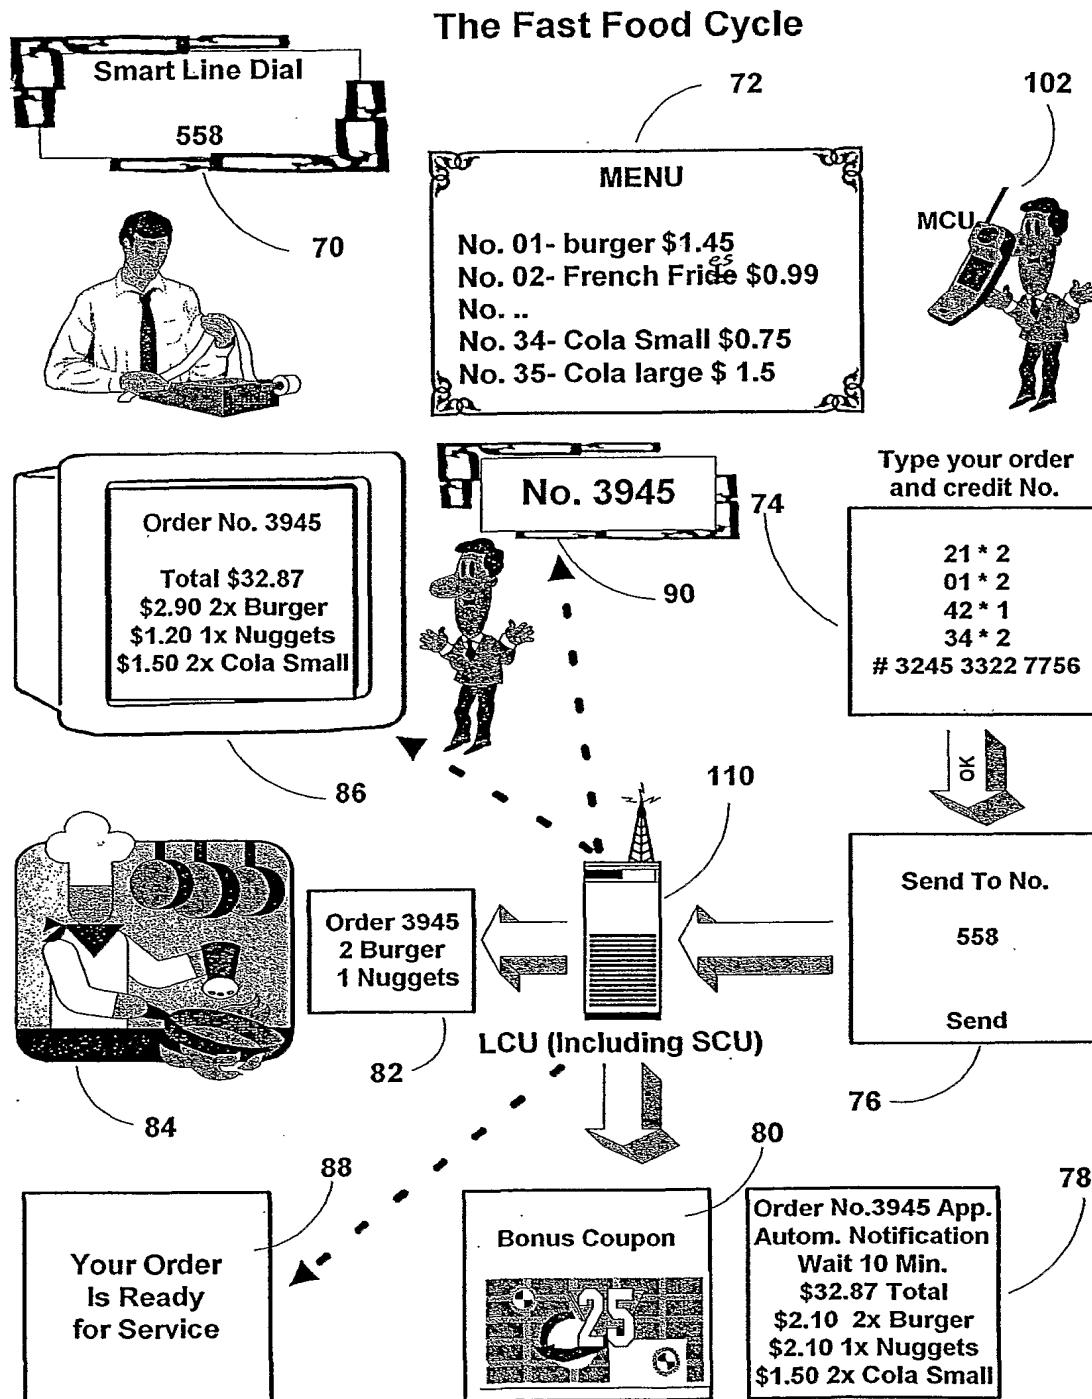 The Fast Food Cycle
Smart Line Dial
558
70
72
MENU
No. 01- burger $1.45
es
No. 02- French Fride $0.99
No. ..
No. 34- Cola Small $0.75
No. 35- Cola large $ 1.5
102
MCU
Order No. 3945
Total $32.87
$2.90 2x Burger
$1.20 1x Nuggets
$1.50 2x Cola Small
86
No. 3945
90
74
Type your order
and credit No.
21 * 2
01 * 2
42 * 1
34 * 2
# 3245 3322 7756
OK
110
Send To No.
558
Send
76
LCU (Including SCU)
Order 3945
2 Burger
1 Nuggets
82
84
88
Your Order
Is Ready
for Service
80
Bonus Coupon
25
78
Order No.3945 App.
Autom. Notification
Wait 10 Min.
$32.87 Total
$2.10 2x Burger
$2.10 1x Nuggets
$1.50 2x Cola Small